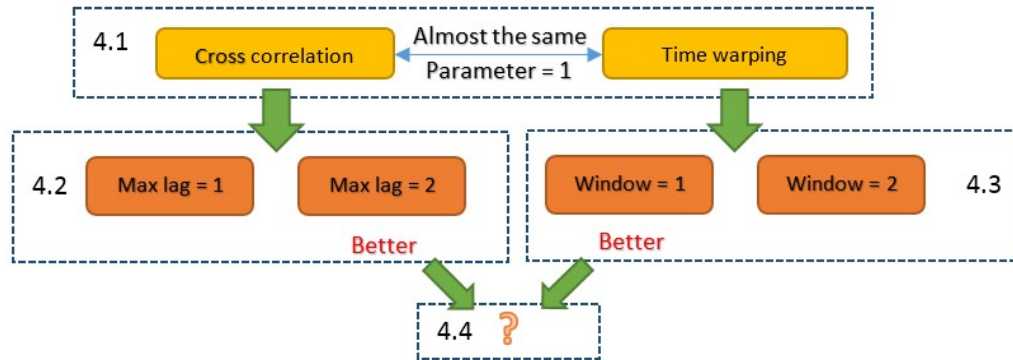 4.1
Cross correlation
Almost the same
Parameter = 1
Time warping
4.2
Max lag = 1
Max lag = 2
Better
Window = 1
Window = 2
4.3
Better
4.4 ?